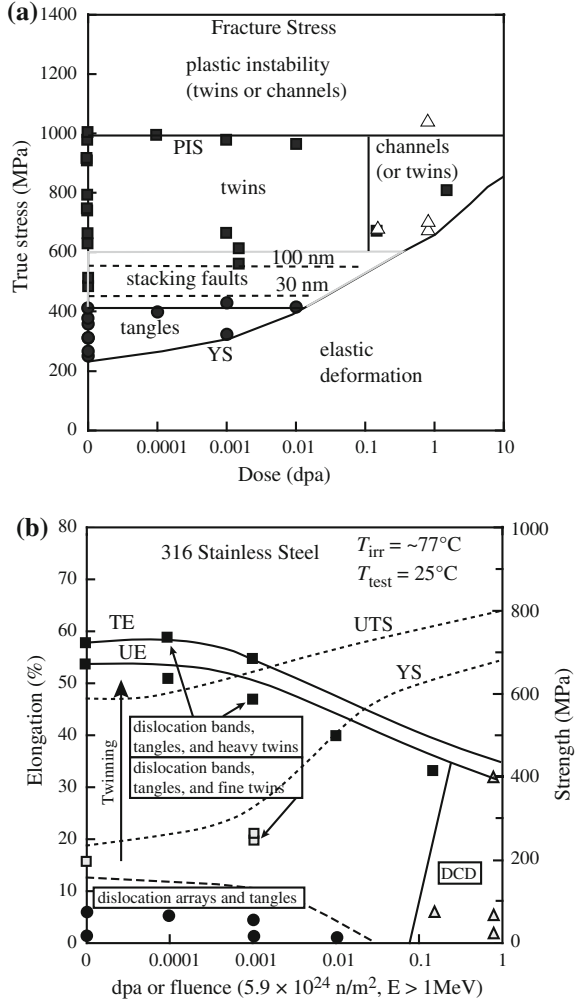 (a)
1400
1200
1000
800
600
400
200
0
True stress (MPa)
Fracture Stress
plastic instability
(twins or channels)
PIS
channels
(or twins)
twins
100 nm
stacking faults
30 nm
tangles
YS
elastic
deformation
0 0.0001 0.001 0.01 0.1 1 10
Dose (dpa)
(b)
80
70
60
50
40
30
20
10
0
Elongation (%)
316 Stainless Steel
T_irr = ~77°C
T_test = 25°C
TE
UE
UTS
YS
Twinning
dislocation bands,
tangles, and heavy twins
dislocation bands,
tangles, and fine twins
DCD
dislocation arrays and tangles
1000
800
600
400
200
0
Strength (MPa)
0 0.0001 0.001 0.01 0.1 1
dpa or fluence (5.9 × 10²⁴ n/m², E > 1MeV)